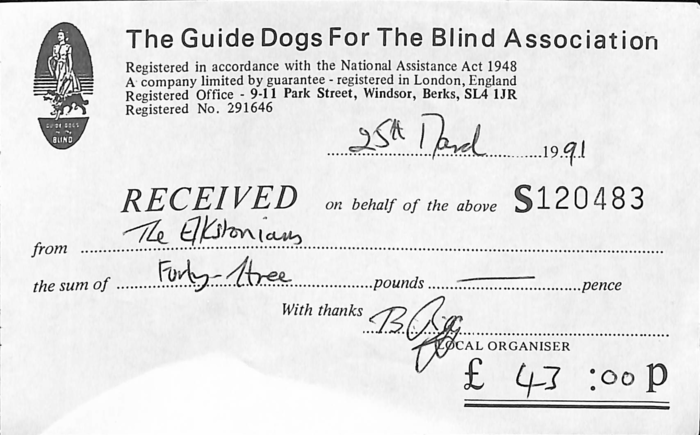 The Guide Dogs For The Blind Association
Registered in accordance with the National Assistance Act 1948
A company limited by guarantee - registered in London, England
Registered Office - 9-11 Park Street, Windsor, Berks, SL4 1JR
Registered No. 291646
GUIDE DOGS
for the
BLIND
25th March 1991
RECEIVED on behalf of the above S120483
from The Elkstonians
the sum of Forty-three pounds — pence
With thanks B
LOCAL ORGANISER
£ 43 :00 p